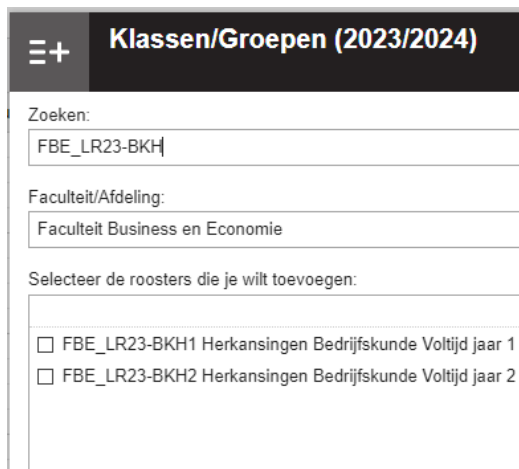 Klassen/Groepen (2023/2024)
Zoeken:
FBE_LR23-BKH
Faculteit/Afdeling:
Faculteit Business en Economie
Selecteer de roosters die je wilt toevoegen:
FBE_LR23-BKH1 Herkansingen Bedrijfskunde Voltijd jaar 1
FBE_LR23-BKH2 Herkansingen Bedrijfskunde Voltijd jaar 2